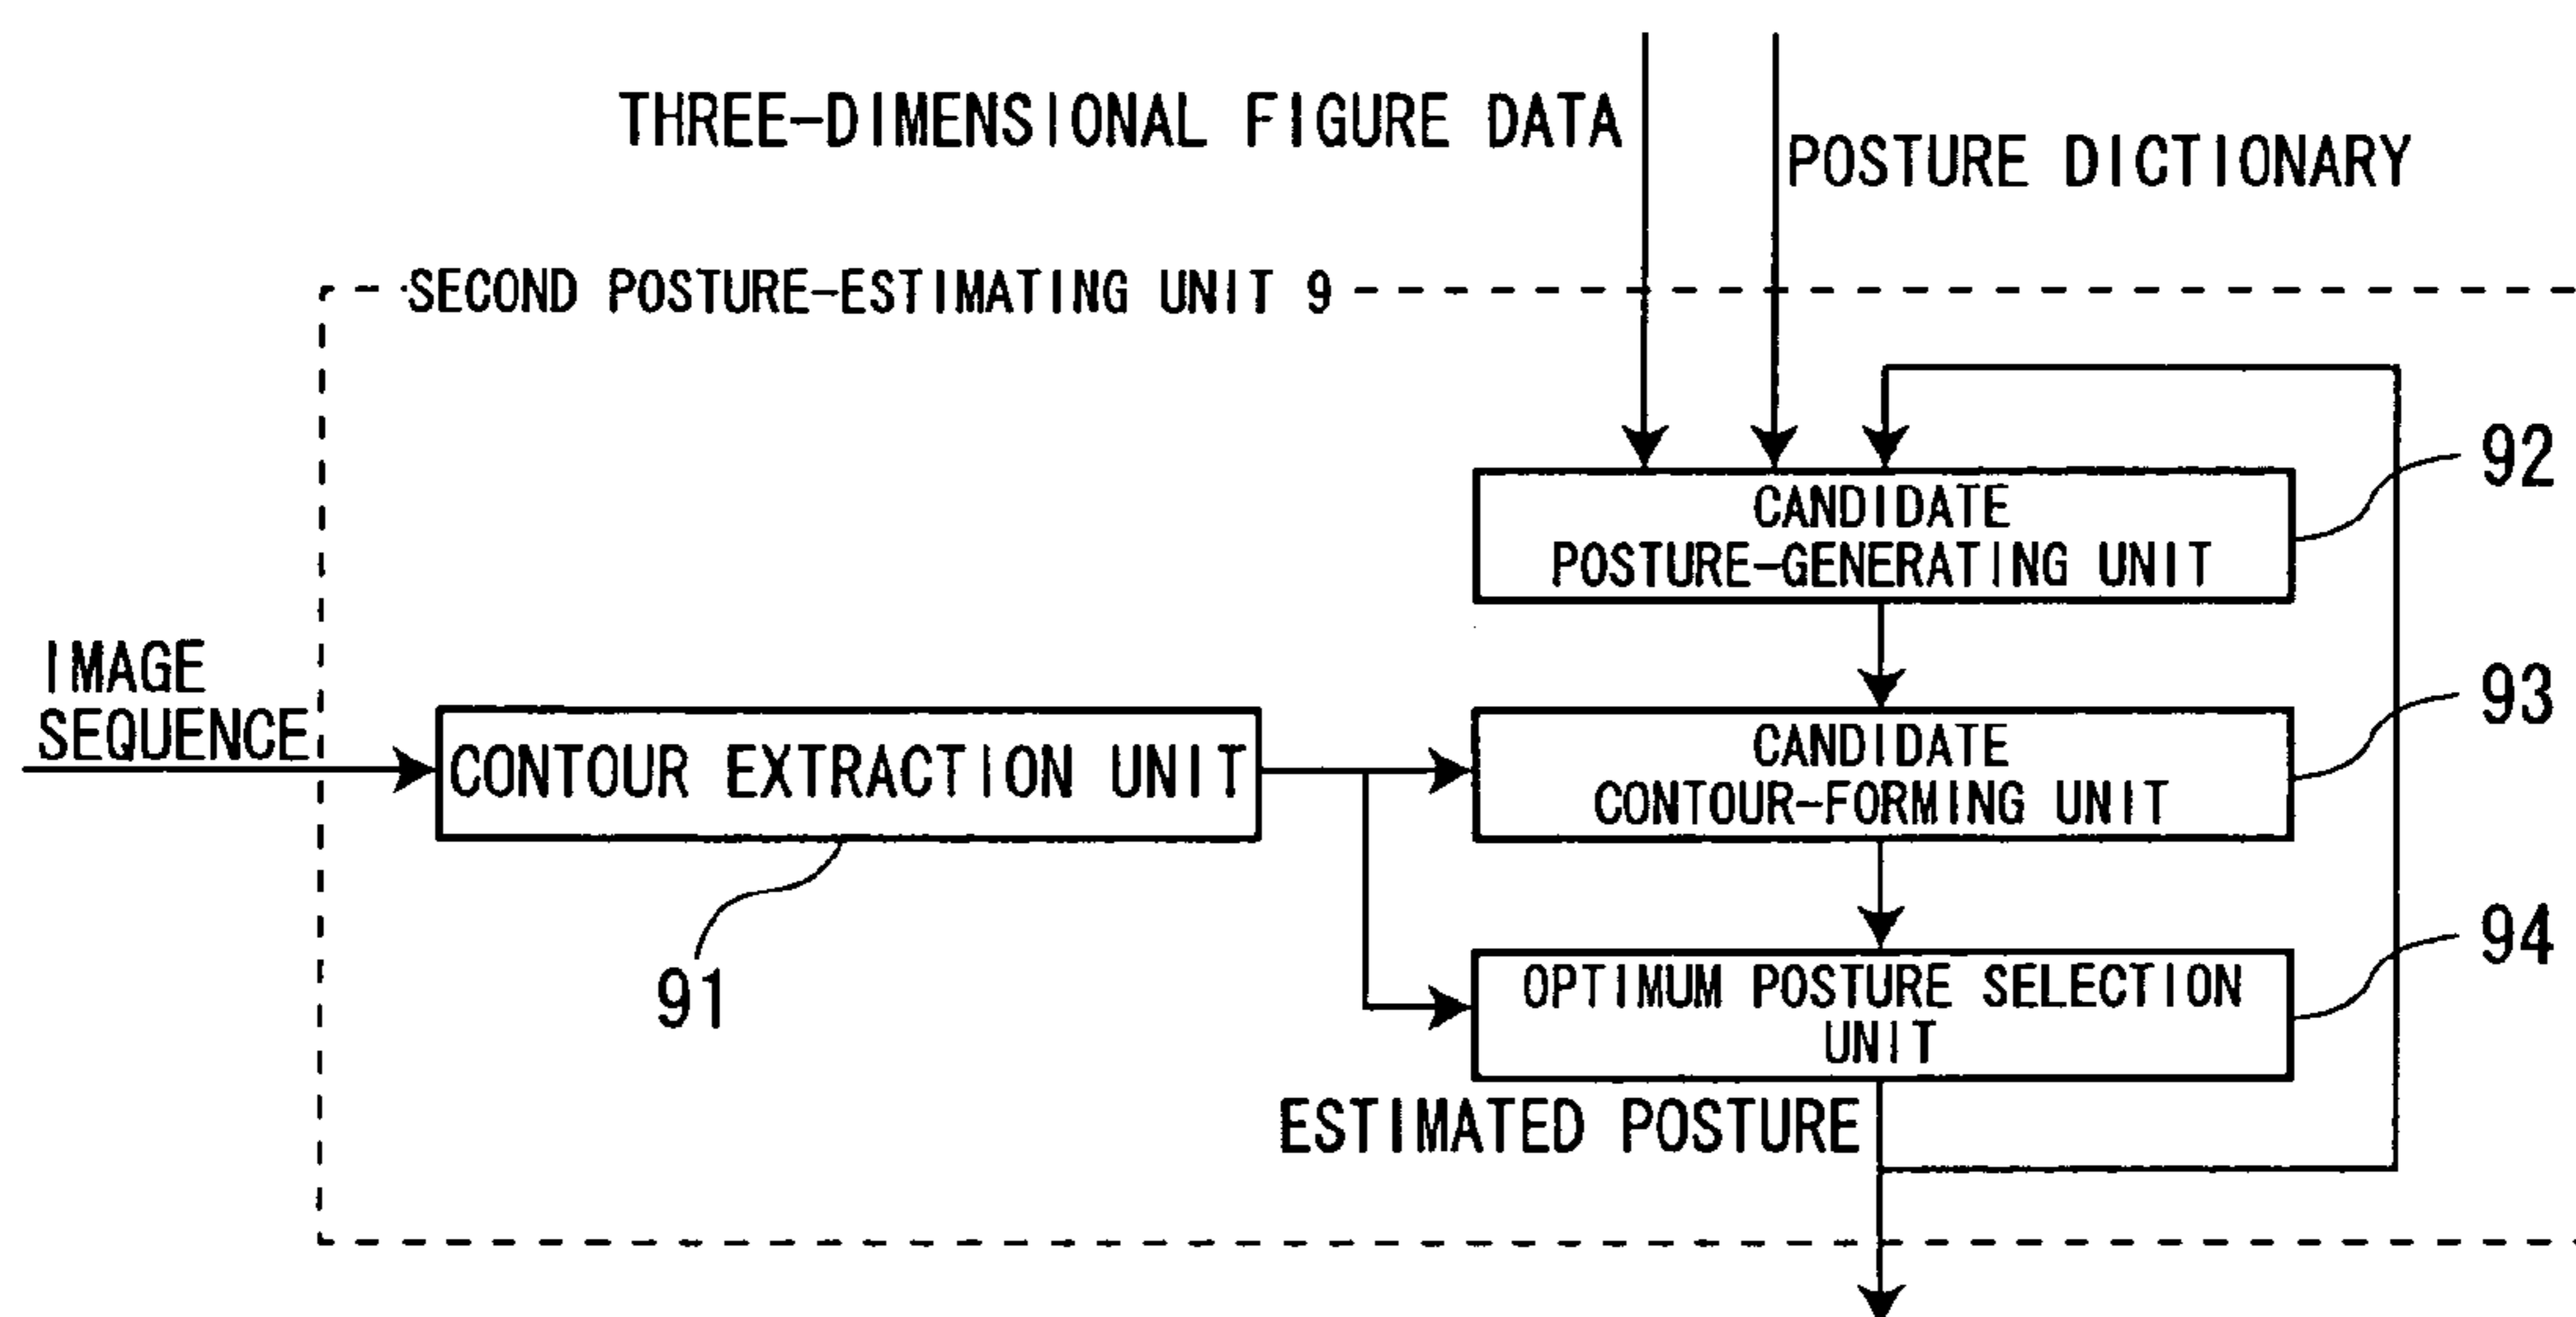 THREE-DIMENSIONAL FIGURE DATA
POSTURE DICTIONARY
SECOND POSTURE-ESTIMATING UNIT 9
CANDIDATE
POSTURE-GENERATING UNIT
92
IMAGE
SEQUENCE
CONTOUR EXTRACTION UNIT
91
CANDIDATE
CONTOUR-FORMING UNIT
93
OPTIMUM POSTURE SELECTION
UNIT
94
ESTIMATED POSTURE